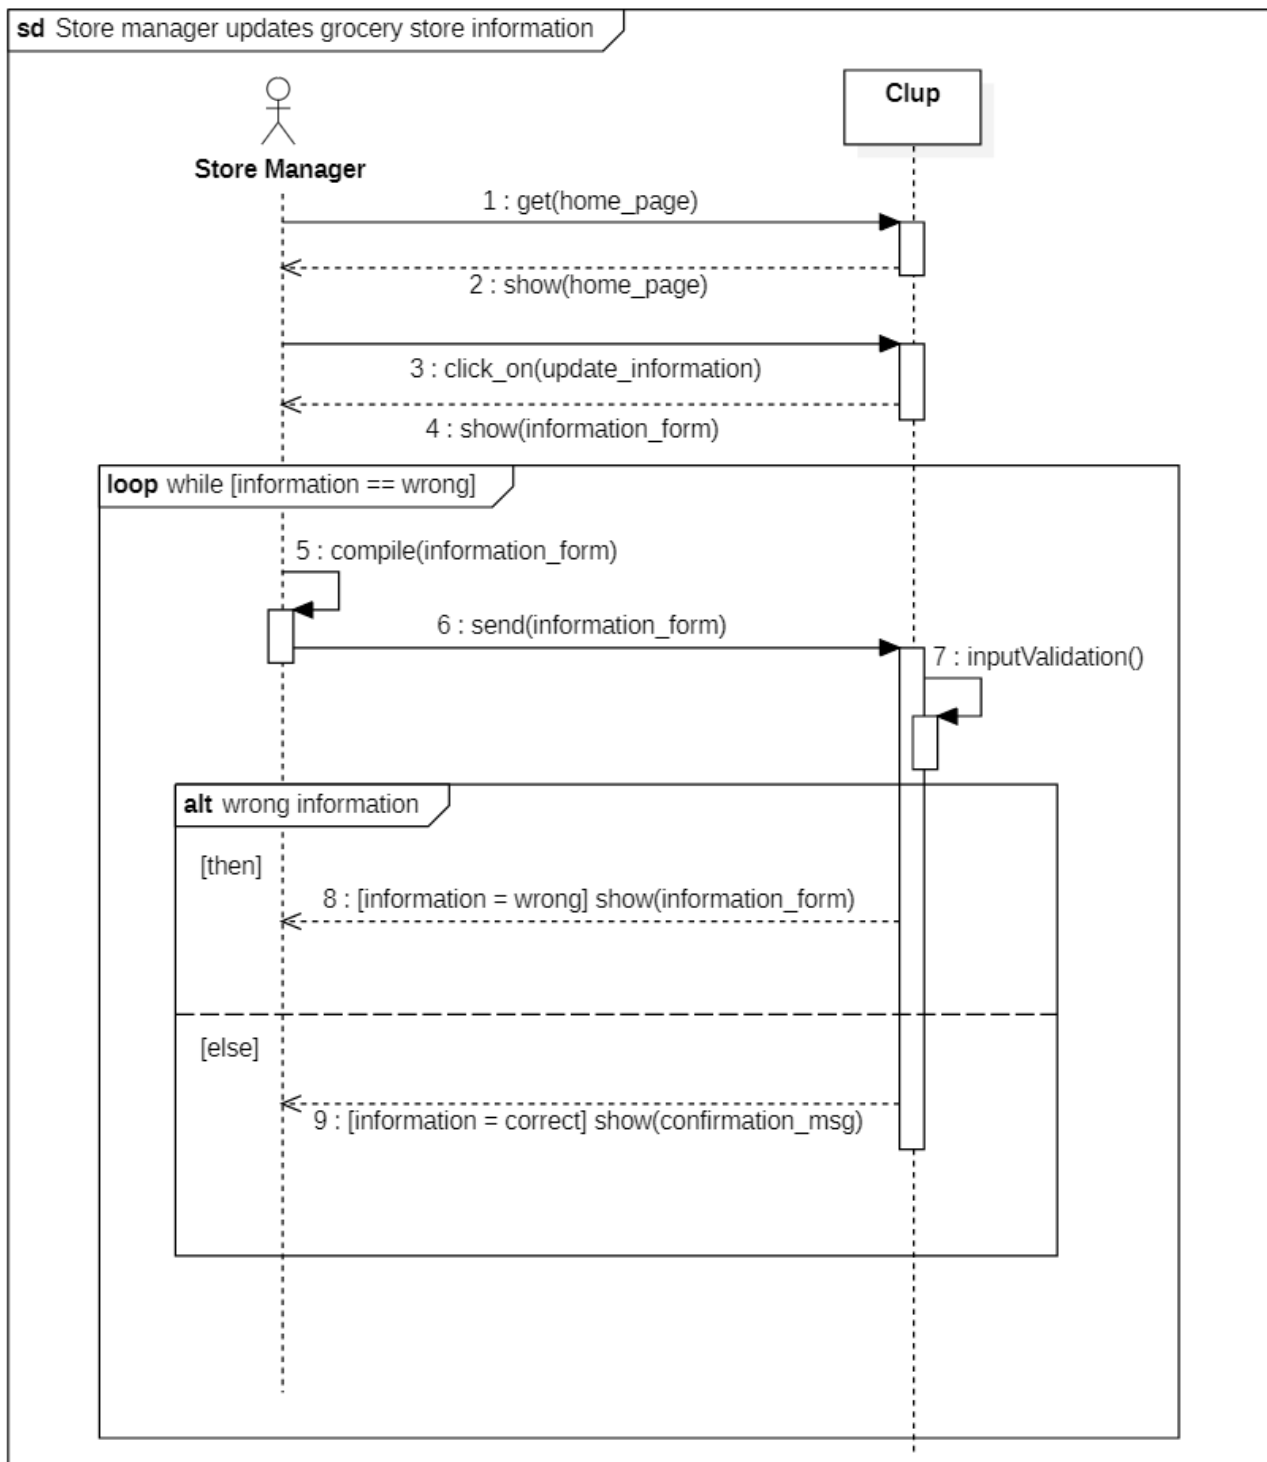 sd Store manager updates grocery store information
Clup
Store Manager
1 : get(home_page)
2 : show(home_page)
3 : click_on(update_information)
4 : show(information_form)
loop while [information == wrong]
5 : compile(information_form)
6 : send(information_form)
7 : inputValidation()
alt wrong information
[then]
8 : [information = wrong] show(information_form)
[else]
9 : [information = correct] show(confirmation_msg)